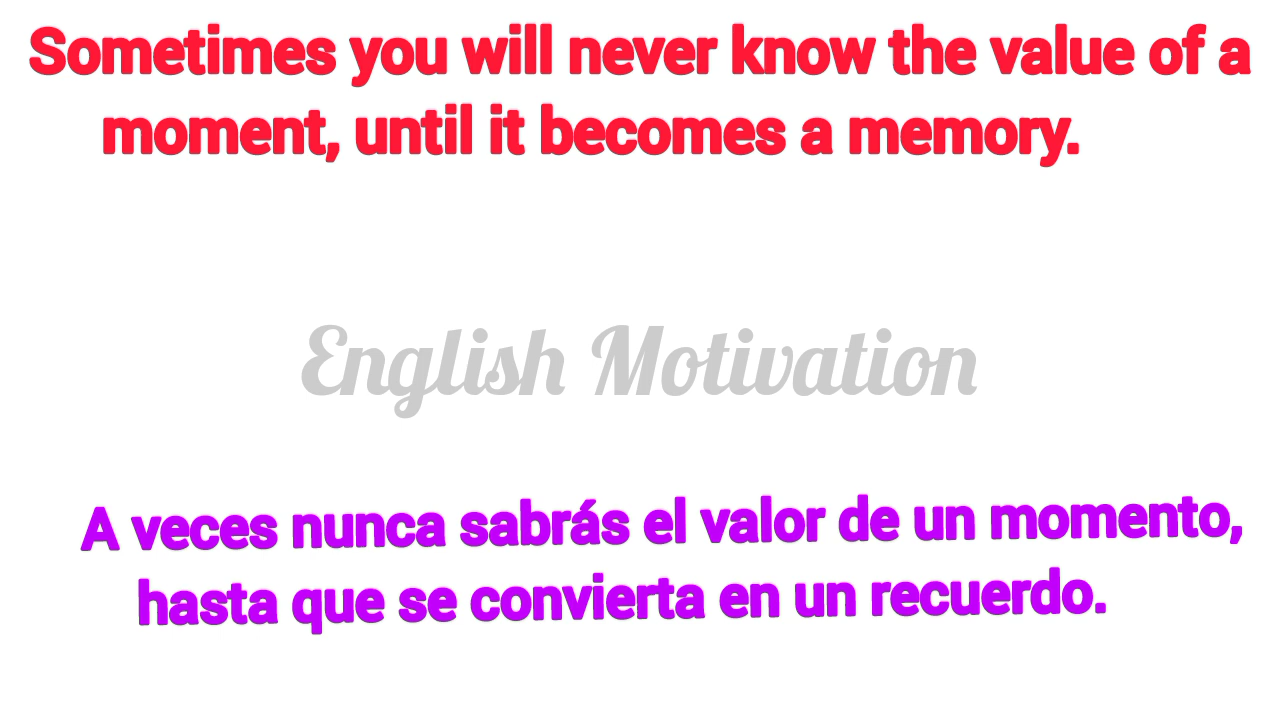 Sometimes you will never know the value of a
moment, until it becomes a memory.
English Motivation
A veces nunca sabrás el valor de un momento,
hasta que se convierta en un recuerdo.